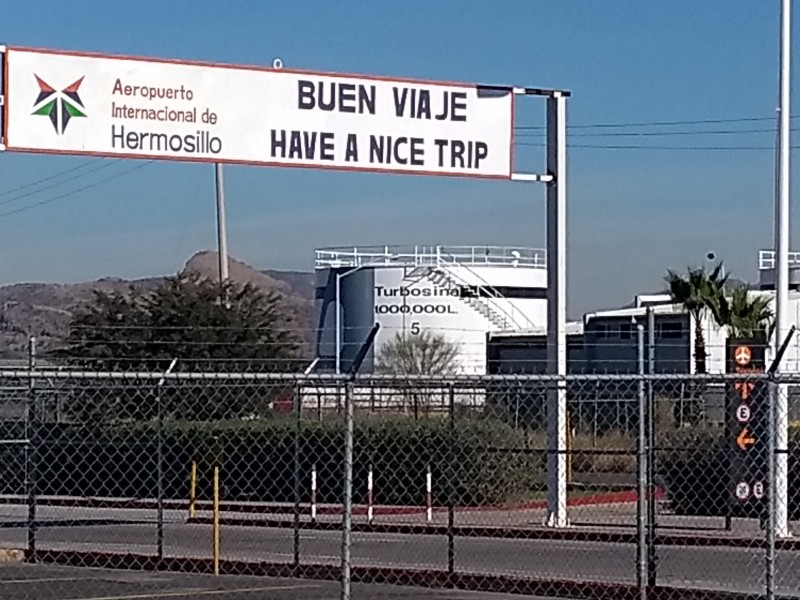 Aeropuerto
Internacional de
Hermosillo
BUEN VIAJE
HAVE A NICE TRIP
Turbosina
1000,000L.
5
E
E